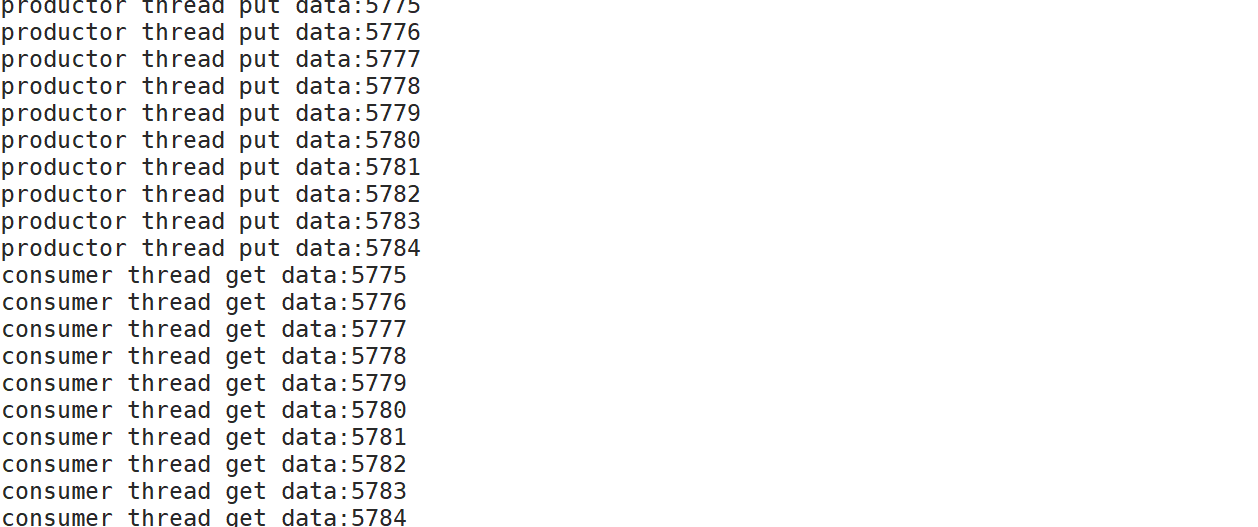 productor thread put data:5775
productor thread put data:5776
productor thread put data:5777
productor thread put data:5778
productor thread put data:5779
productor thread put data:5780
productor thread put data:5781
productor thread put data:5782
productor thread put data:5783
productor thread put data:5784
consumer thread get data:5775
consumer thread get data:5776
consumer thread get data:5777
consumer thread get data:5778
consumer thread get data:5779
consumer thread get data:5780
consumer thread get data:5781
consumer thread get data:5782
consumer thread get data:5783
consumer thread get data:5784